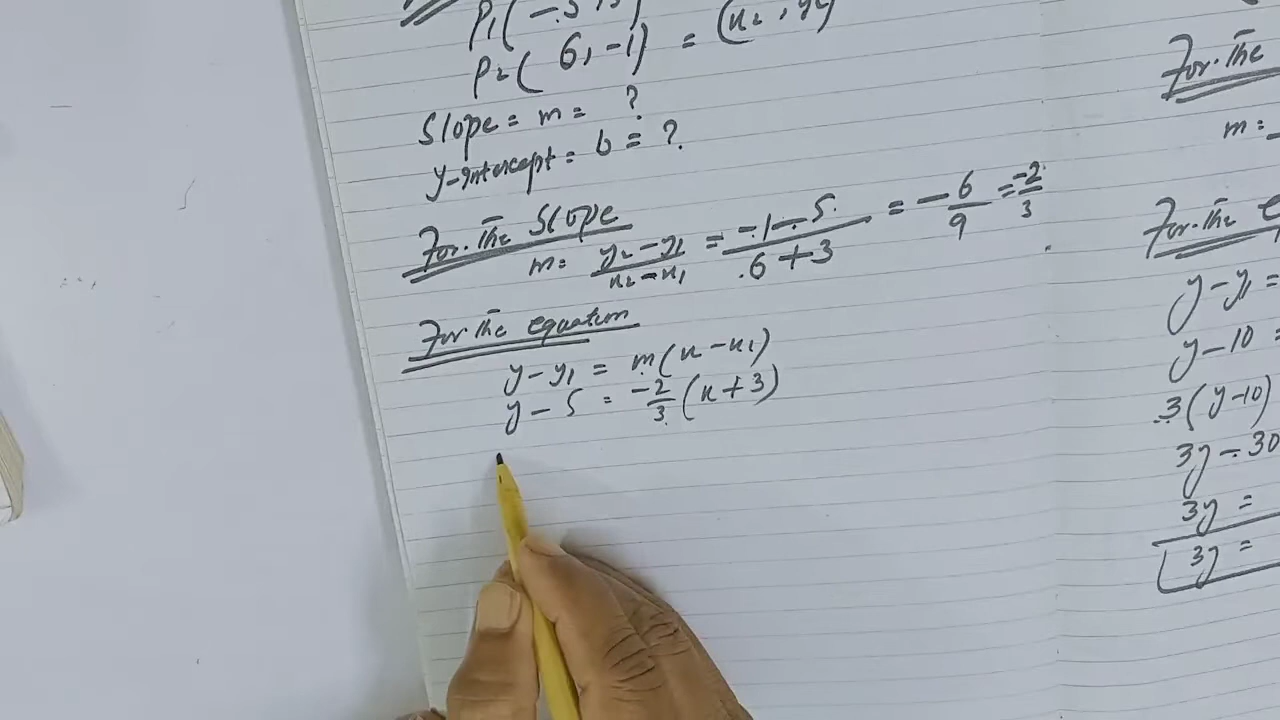 P₁(-3
P₂( 6, -1) = (x₂, y₂)
Slope = m = ?
y-intercept = b = ?
For the Slope
m = y₂ - y₁ / x₂ - x₁ = -1 - 5 / 6 + 3 = - 6 / 9 = -2 / 3
For the equation
y - y₁ = m(x - x₁)
y - 5 = -2/3 (x + 3)
For the
m =
For the
y - y₁ =
y - 10 =
3(y - 10)
3y - 30
3y =
3y =